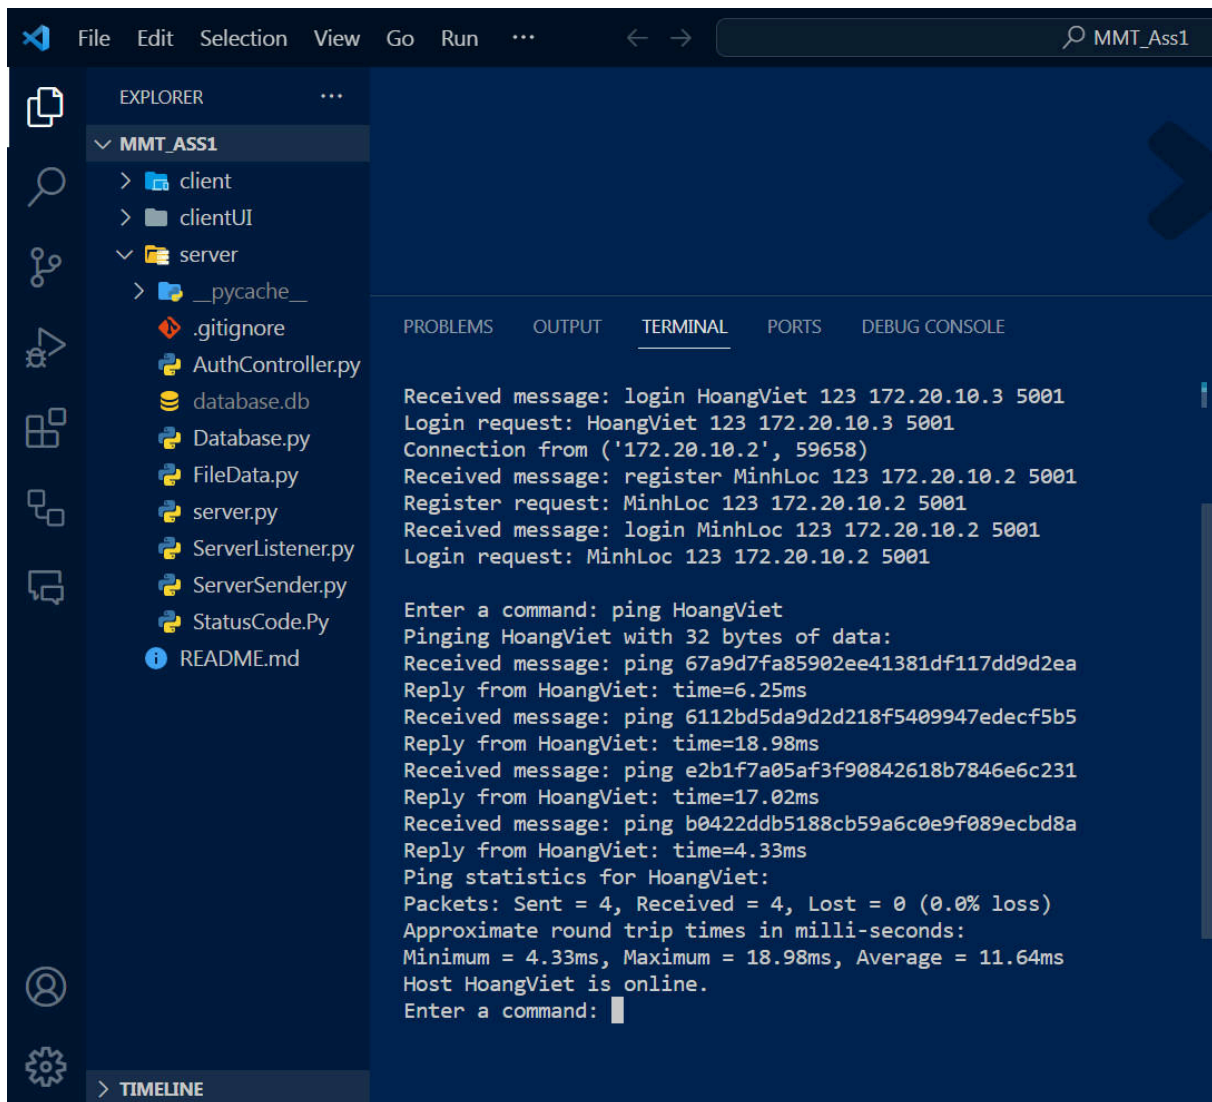 File Edit Selection View Go Run ··· MMT_Ass1
EXPLORER ···
MMT_ASS1
client
clientUI
server
__pycache__
.gitignore
AuthController.py
database.db
Database.py
FileData.py
server.py
ServerListener.py
ServerSender.py
StatusCode.Py
README.md
TIMELINE
PROBLEMS OUTPUT TERMINAL PORTS DEBUG CONSOLE
Received message: login HoangViet 123 172.20.10.3 5001
Login request: HoangViet 123 172.20.10.3 5001
Connection from ('172.20.10.2', 59658)
Received message: register MinhLoc 123 172.20.10.2 5001
Register request: MinhLoc 123 172.20.10.2 5001
Received message: login MinhLoc 123 172.20.10.2 5001
Login request: MinhLoc 123 172.20.10.2 5001
Enter a command: ping HoangViet
Pinging HoangViet with 32 bytes of data:
Received message: ping 67a9d7fa85902ee41381df117dd9d2ea
Reply from HoangViet: time=6.25ms
Received message: ping 6112bd5da9d2d218f5409947edecf5b5
Reply from HoangViet: time=18.98ms
Received message: ping e2b1f7a05af3f90842618b7846e6c231
Reply from HoangViet: time=17.02ms
Received message: ping b0422ddb5188cb59a6c0e9f089ecbd8a
Reply from HoangViet: time=4.33ms
Ping statistics for HoangViet:
Packets: Sent = 4, Received = 4, Lost = 0 (0.0% loss)
Approximate round trip times in milli-seconds:
Minimum = 4.33ms, Maximum = 18.98ms, Average = 11.64ms
Host HoangViet is online.
Enter a command: